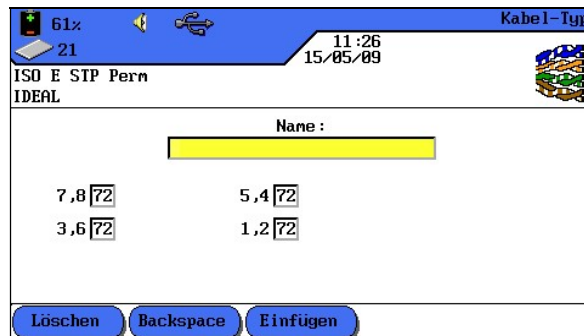 61%
Kabel-Typ
21
11:26
15/05/09
ISO E STP Perm
IDEAL
Name:
7,8 72
5,4 72
3,6 72
1,2 72
Löschen
Backspace
Einfügen